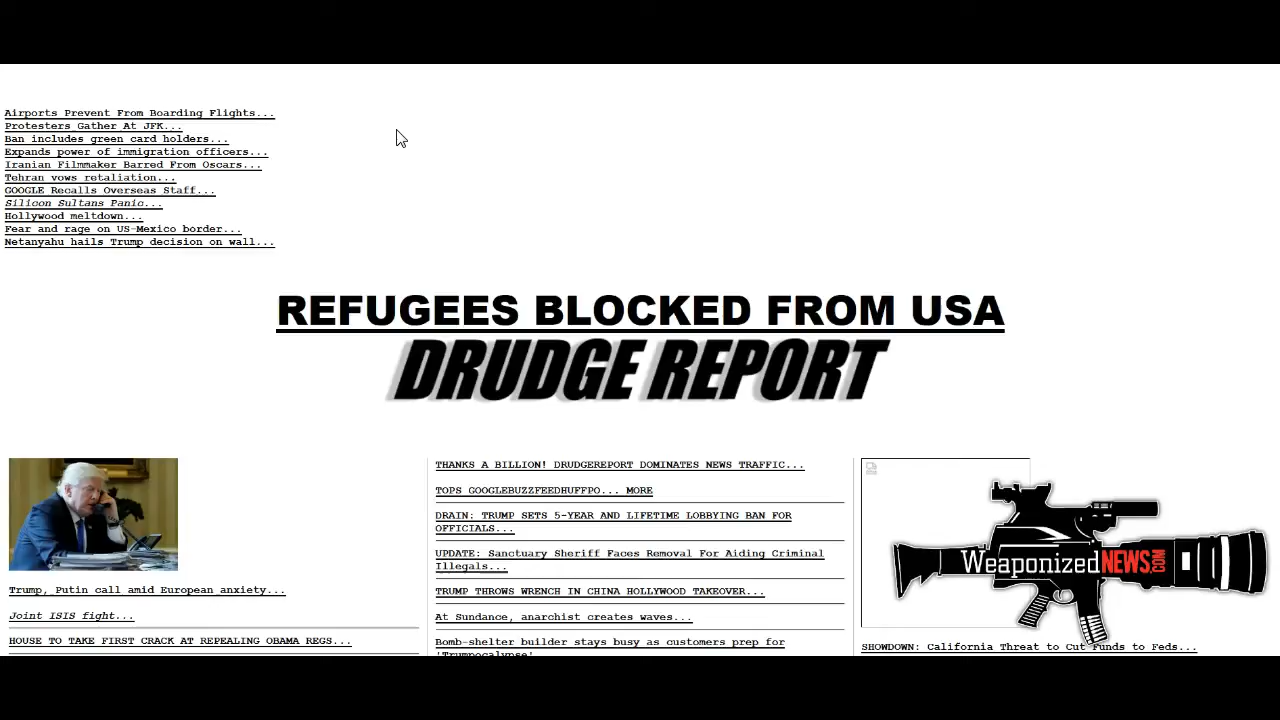 Airports Prevent From Boarding Flights...
Protesters Gather At JFK...
Ban includes green card holders...
Expands power of immigration officers...
Iranian Filmmaker Barred From Oscars...
Tehran vows retaliation...
GOOGLE Recalls Overseas Staff...
Silicon Sultans Panic...
Hollywood meltdown...
Fear and rage on US-Mexico border...
Netanyahu hails Trump decision on wall...
REFUGEES BLOCKED FROM USA
DRUDGE REPORT
Trump, Putin call amid European anxiety...
Joint ISIS fight...
HOUSE TO TAKE FIRST CRACK AT REPEALING OBAMA REGS...
THANKS A BILLION! DRUDGEREPORT DOMINATES NEWS TRAFFIC...
TOPS GOOGLEBUZZFEEDHUFFPO... MORE
DRAIN: TRUMP SETS 5-YEAR AND LIFETIME LOBBYING BAN FOR
OFFICIALS...
UPDATE: Sanctuary Sheriff Faces Removal For Aiding Criminal
Illegals...
TRUMP THROWS WRENCH IN CHINA HOLLYWOOD TAKEOVER...
At Sundance, anarchist creates waves...
Bomb-shelter builder stays busy as customers prep for
'Trumpocalypse'
WeaponizedNEWS.COM
SHOWDOWN: California Threat to Cut Funds to Feds...